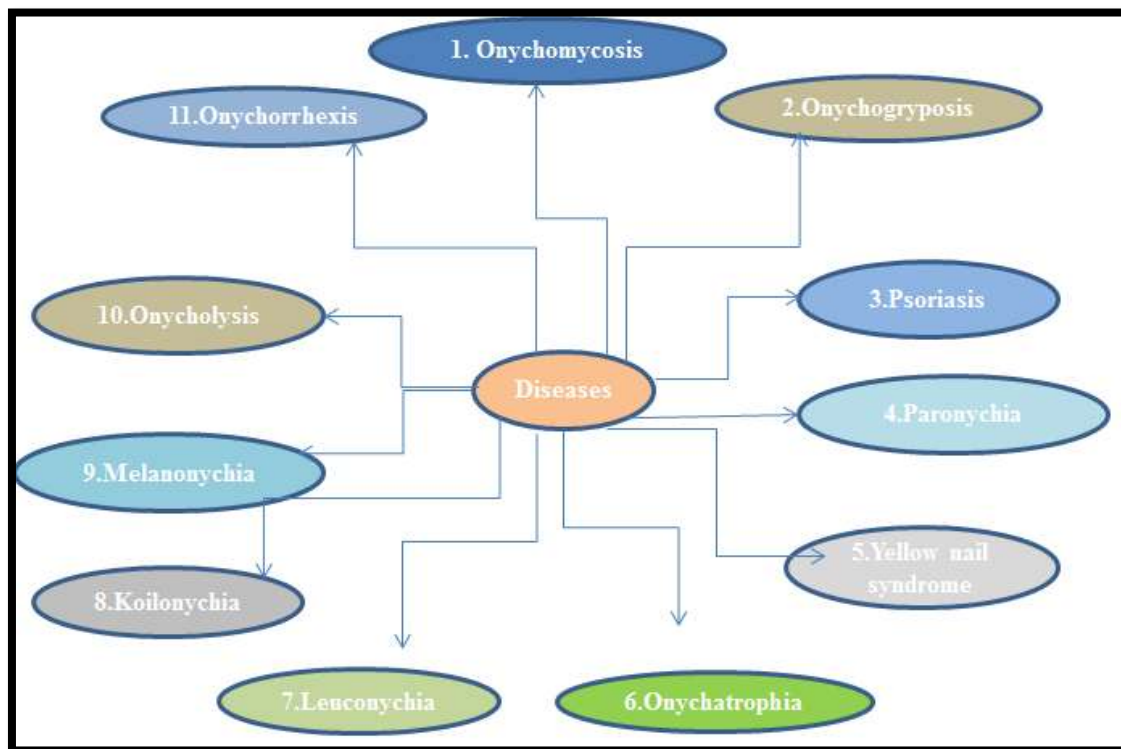 1. Onychomycosis
2.Onychogryposis
3.Psoriasis
4.Paronychia
5.Yellow nail
syndrome
6.Onychatrophia
7.Leuconychia
8.Koilonychia
9.Melanonychia
10.Onycholysis
11.Onychorrhexis
Diseases